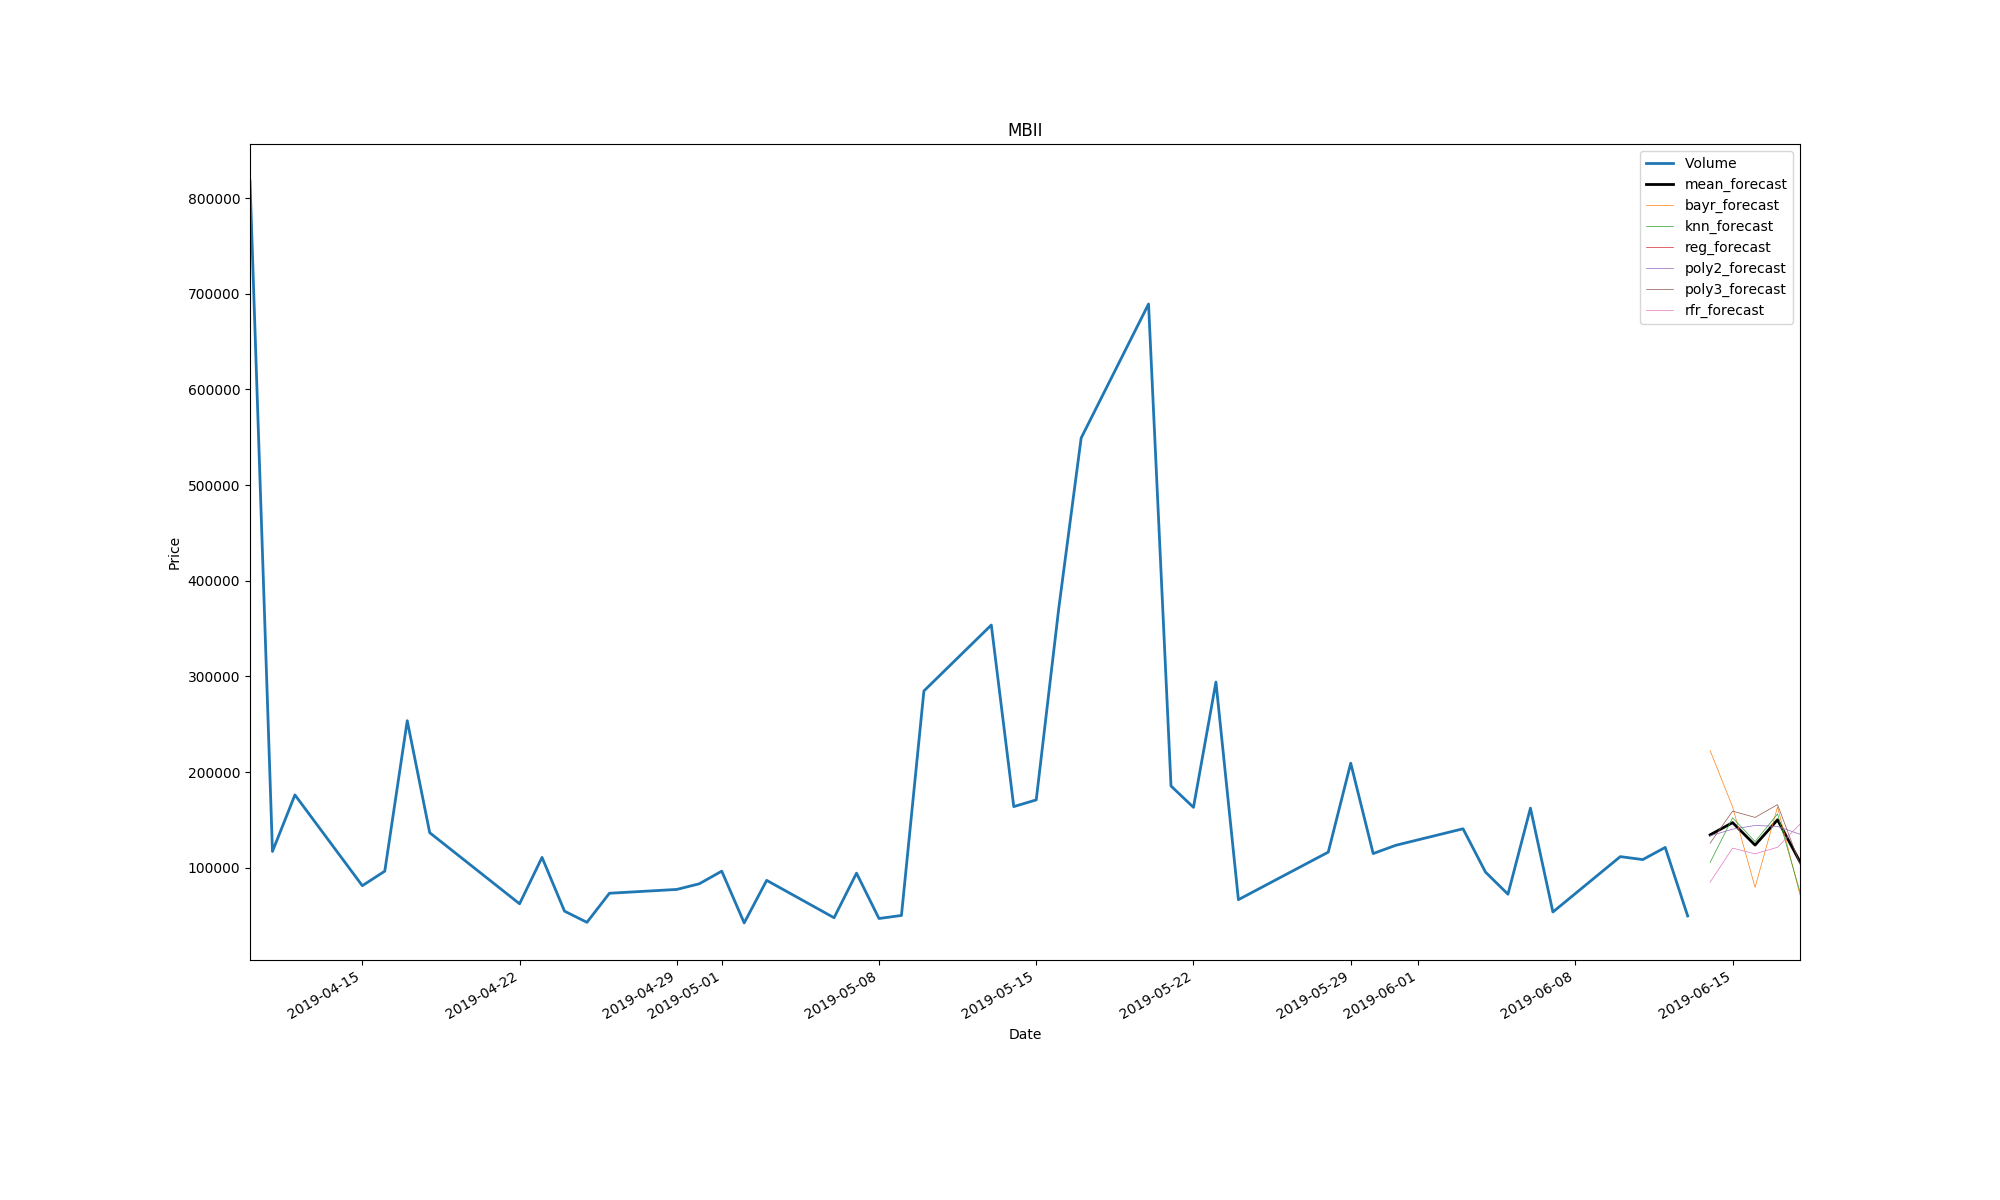 MBII
Volume
mean_forecast
bayr_forecast
knn_forecast
reg_forecast
poly2_forecast
poly3_forecast
rfr_forecast
800000
700000
600000
500000
400000
300000
200000
100000
Price
2019-04-15
2019-04-22
2019-04-29
2019-05-01
2019-05-08
2019-05-15
2019-05-22
2019-05-29
2019-06-01
2019-06-08
2019-06-15
Date